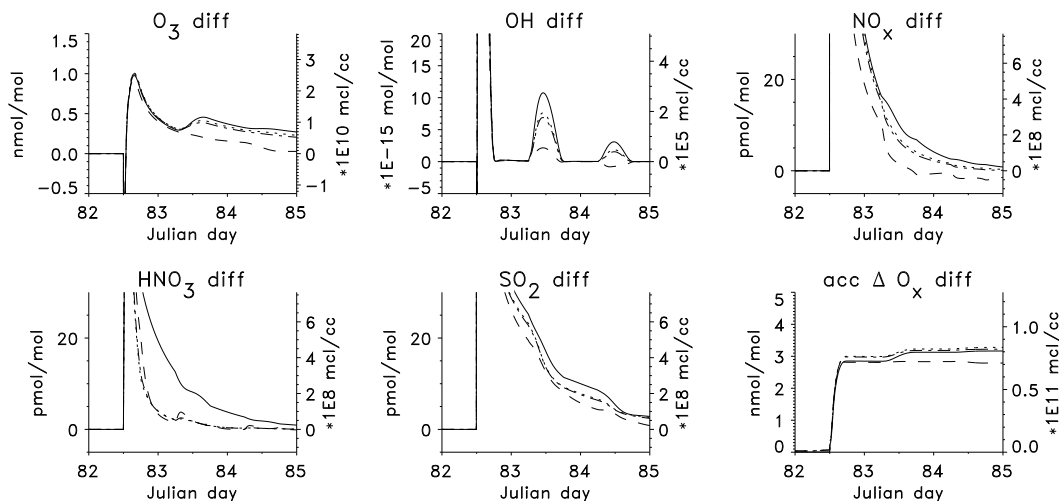 O3 diff
1.5
1.0
0.5
0.0
−0.5
nmol/mol
3
2
1
0
−1
*1E10 mcl/cc
82 83 84 85
Julian day
OH diff
20
15
10
5
0
−5
*1E−15 mol/mol
4
2
0
*1E5 mcl/cc
82 83 84 85
Julian day
NOx diff
20
0
pmol/mol
6
4
2
0
*1E8 mcl/cc
82 83 84 85
Julian day
HNO3 diff
20
0
pmol/mol
6
4
2
0
*1E8 mcl/cc
82 83 84 85
Julian day
SO2 diff
20
0
pmol/mol
6
4
2
0
*1E8 mcl/cc
82 83 84 85
Julian day
acc Δ Ox diff
5
4
3
2
1
0
nmol/mol
1.0
0.5
0.0
*1E11 mcl/cc
82 83 84 85
Julian day